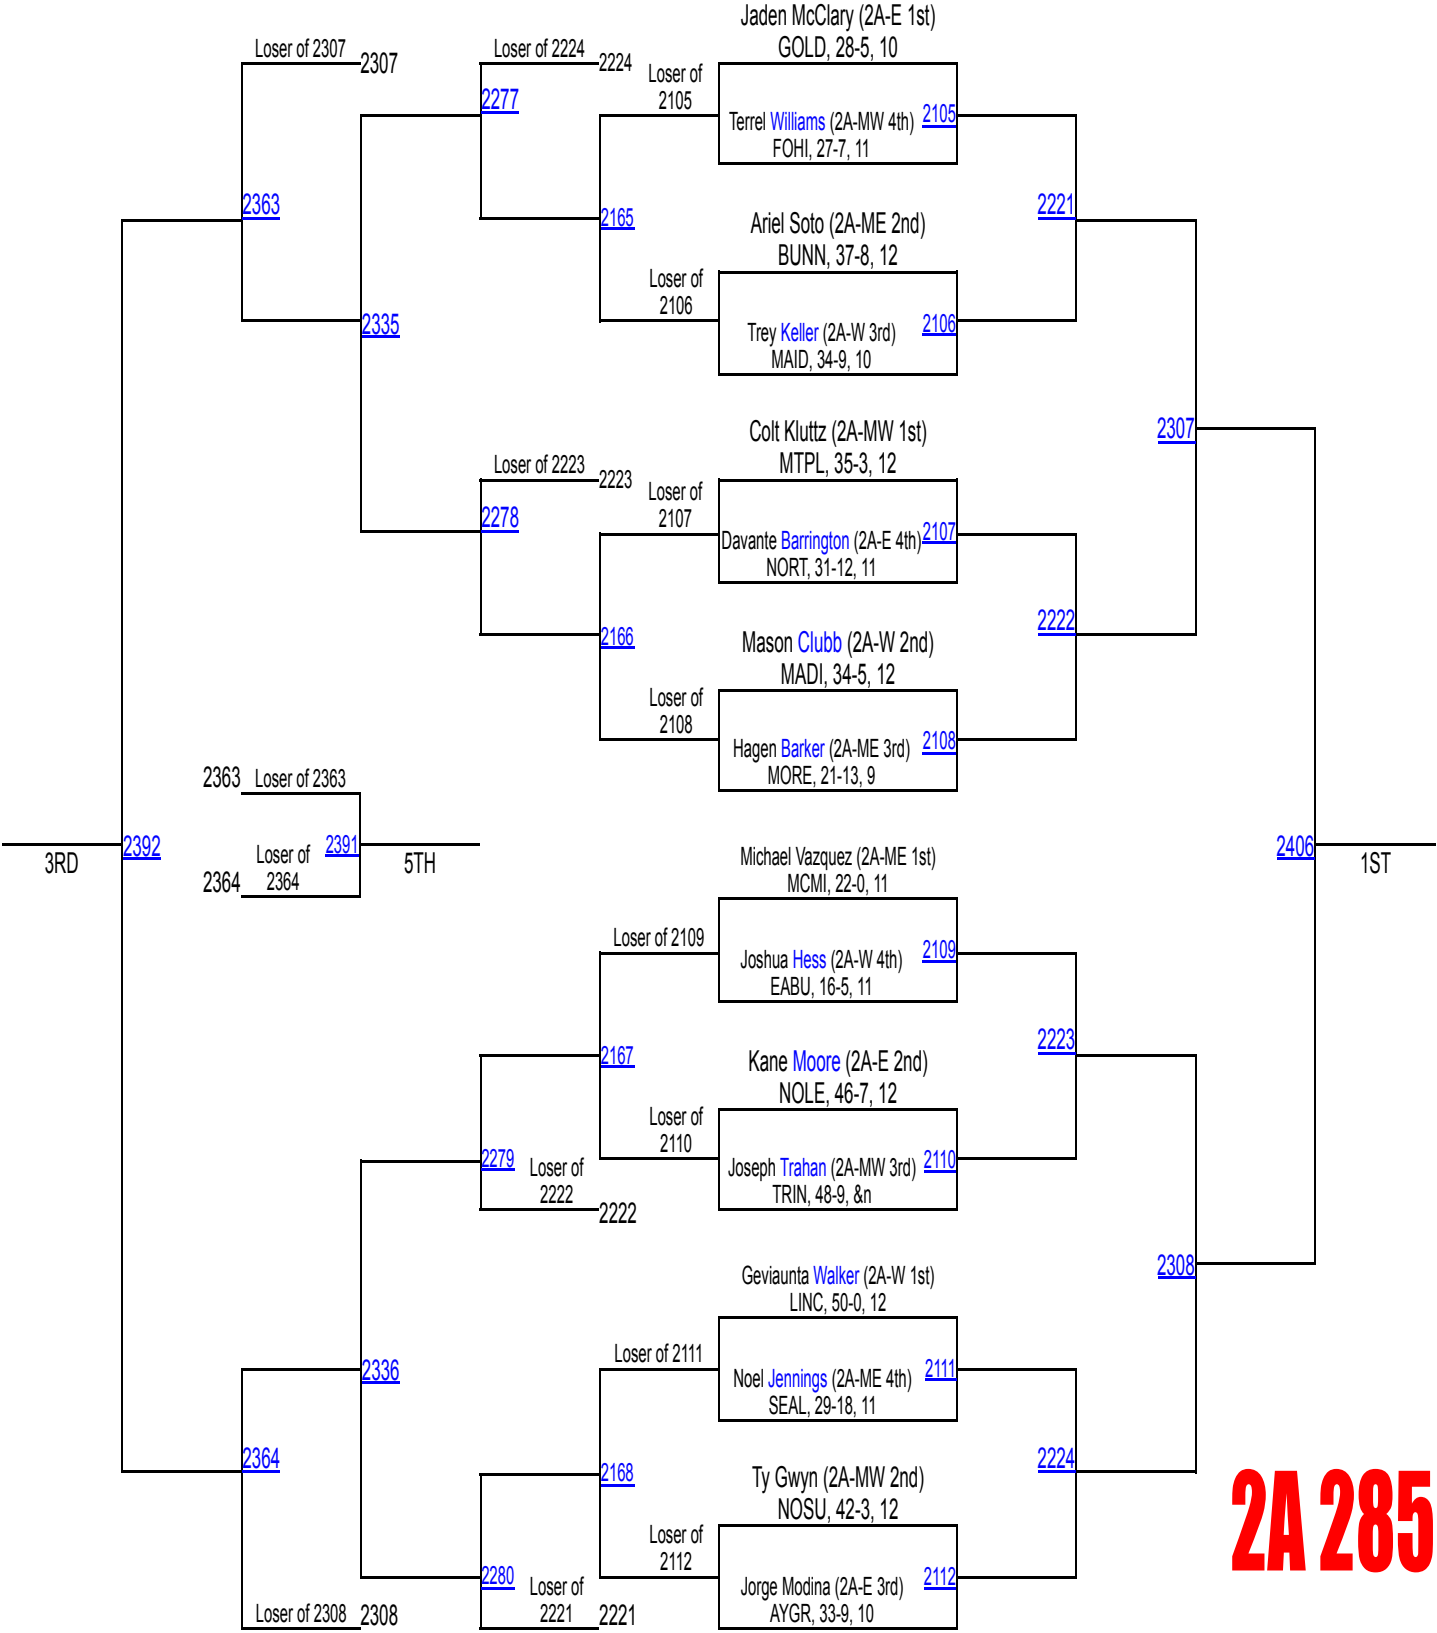 Jaden McClary (2A-E 1st)
GOLD, 28-5, 10
Loser of 2307
2307
Loser of 2224
2224
Loser of
2105
2277
Terrel Williams (2A-MW 4th)
FOHI, 27-7, 11
2105
2363
2165
2221
Ariel Soto (2A-ME 2nd)
BUNN, 37-8, 12
Loser of
2106
2335
Trey Keller (2A-W 3rd)
MAID, 34-9, 10
2106
Colt Kluttz (2A-MW 1st)
MTPL, 35-3, 12
2307
Loser of 2223
2223
Loser of
2107
2278
Davante Barrington (2A-E 4th)
NORT, 31-12, 11
2107
2166
2222
Mason Clubb (2A-W 2nd)
MADI, 34-5, 12
Loser of
2108
Hagen Barker (2A-ME 3rd)
MORE, 21-13, 9
2108
2363
Loser of 2363
2392
3RD
2364
Loser of
2364
2391
5TH
2406
1ST
Michael Vazquez (2A-ME 1st)
MCMI, 22-0, 11
Loser of 2109
Joshua Hess (2A-W 4th)
EABU, 16-5, 11
2109
2167
2223
Kane Moore (2A-E 2nd)
NOLE, 46-7, 12
Loser of
2110
2279
Loser of
2222
2222
Joseph Trahan (2A-MW 3rd)
TRIN, 48-9, &n
2110
2308
Geviaunta Walker (2A-W 1st)
LINC, 50-0, 12
Loser of 2111
2336
Noel Jennings (2A-ME 4th)
SEAL, 29-18, 11
2111
2364
2168
2224
Ty Gwyn (2A-MW 2nd)
NOSU, 42-3, 12
2A 285
Loser of
2112
2280
Loser of
2221
2221
Jorge Modina (2A-E 3rd)
AYGR, 33-9, 10
2112
Loser of 2308
2308